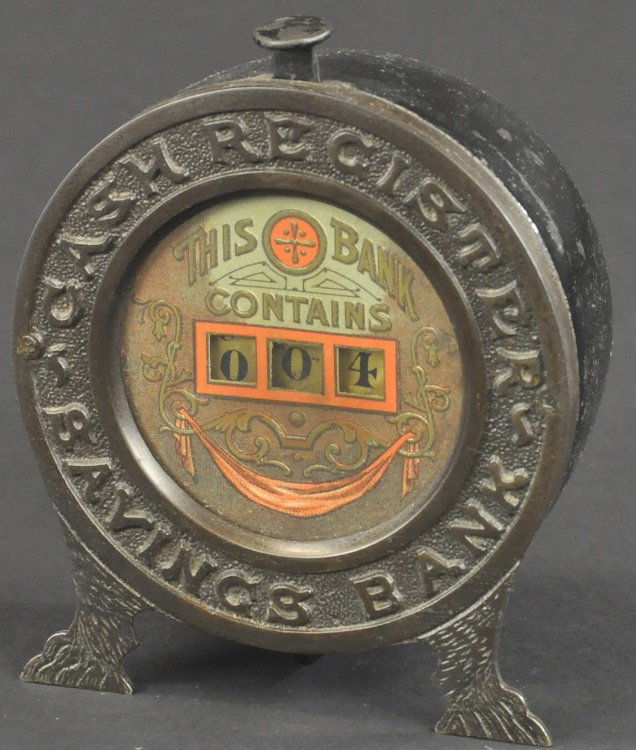 CASH REGISTER
SAVINGS BANK
THIS BANK
CONTAINS
0 0 4